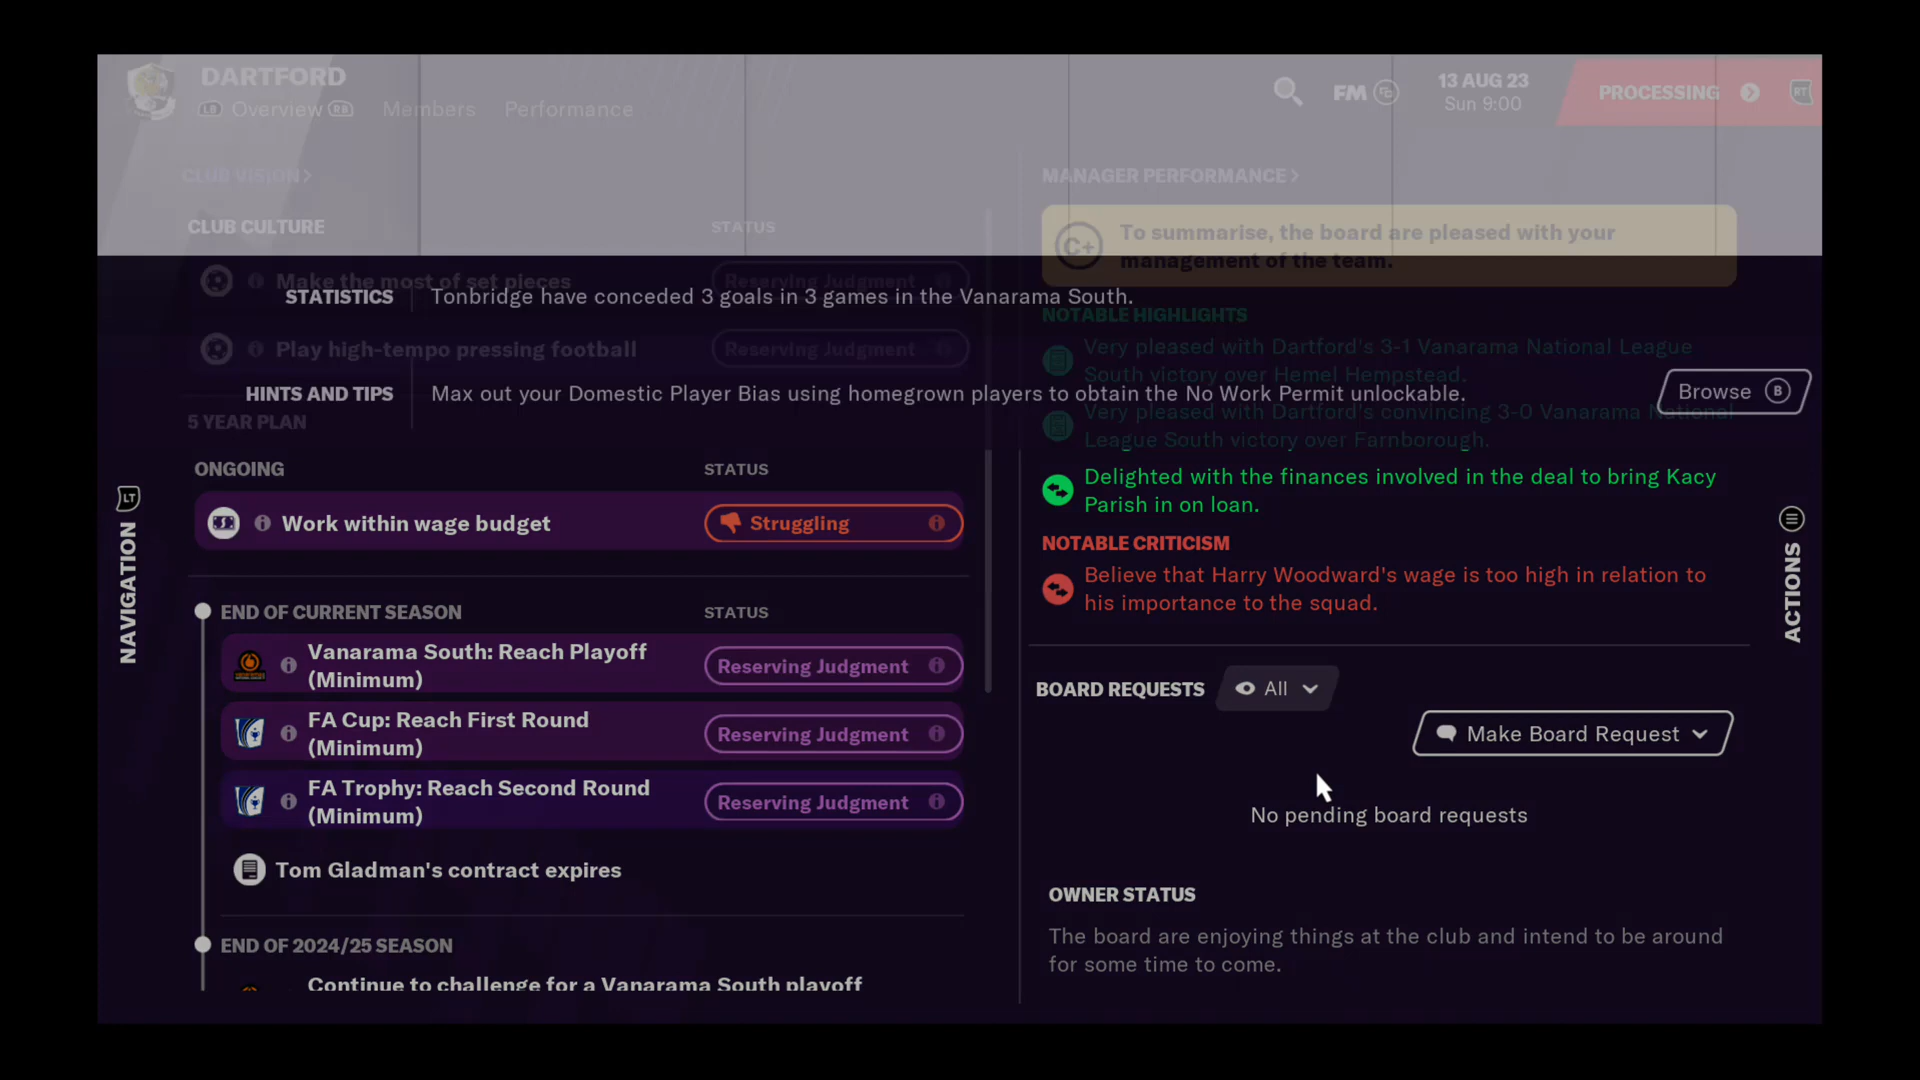 DARTFORD
LB Overview RB Members Performance
FM
13 AUG 23
Sun 9:00
PROCESSING
RT
CLUB VISION >
CLUB CULTURE STATUS
Make the most of set pieces Reserving Judgment
STATISTICS Tonbridge have conceded 3 goals in 3 games in the Vanarama South.
Play high-tempo pressing football Reserving Judgment
HINTS AND TIPS Max out your Domestic Player Bias using homegrown players to obtain the No Work Permit unlockable.
Browse B
5 YEAR PLAN
ONGOING STATUS
Work within wage budget Struggling
END OF CURRENT SEASON STATUS
Vanarama South: Reach Playoff
(Minimum)
Reserving Judgment
FA Cup: Reach First Round
(Minimum)
Reserving Judgment
FA Trophy: Reach Second Round
(Minimum)
Reserving Judgment
Tom Gladman's contract expires
END OF 2024/25 SEASON
Continue to challenge for a Vanarama South playoff
MANAGER PERFORMANCE >
C+
To summarise, the board are pleased with your
management of the team.
NOTABLE HIGHLIGHTS
Very pleased with Dartford's 3-1 Vanarama National League
South victory over Hemel Hempstead.
Very pleased with Dartford's convincing 3-0 Vanarama National
League South victory over Farnborough.
Delighted with the finances involved in the deal to bring Kacy
Parish in on loan.
NOTABLE CRITICISM
Believe that Harry Woodward's wage is too high in relation to
his importance to the squad.
BOARD REQUESTS All
Make Board Request
No pending board requests
OWNER STATUS
The board are enjoying things at the club and intend to be around
for some time to come.
LT
NAVIGATION
ACTIONS